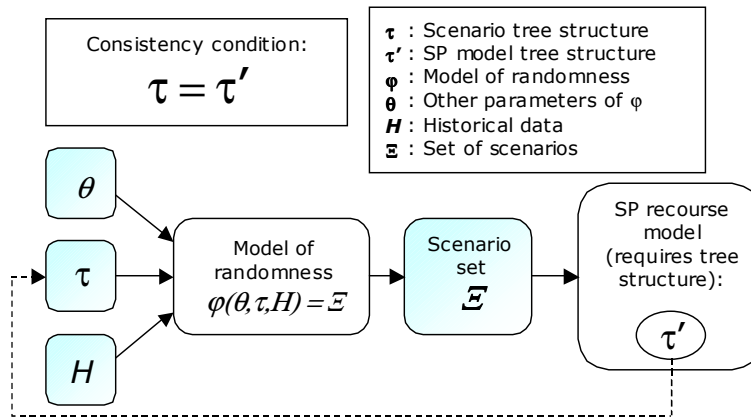 Consistency condition:
τ = τ′
τ : Scenario tree structure
τ′ : SP model tree structure
φ : Model of randomness
θ : Other parameters of φ
H : Historical data
Ξ : Set of scenarios
θ
τ
H
Model of
randomness
φ(θ,τ,H) = Ξ
Scenario
set
Ξ
SP recourse
model
(requires tree
structure):
τ′